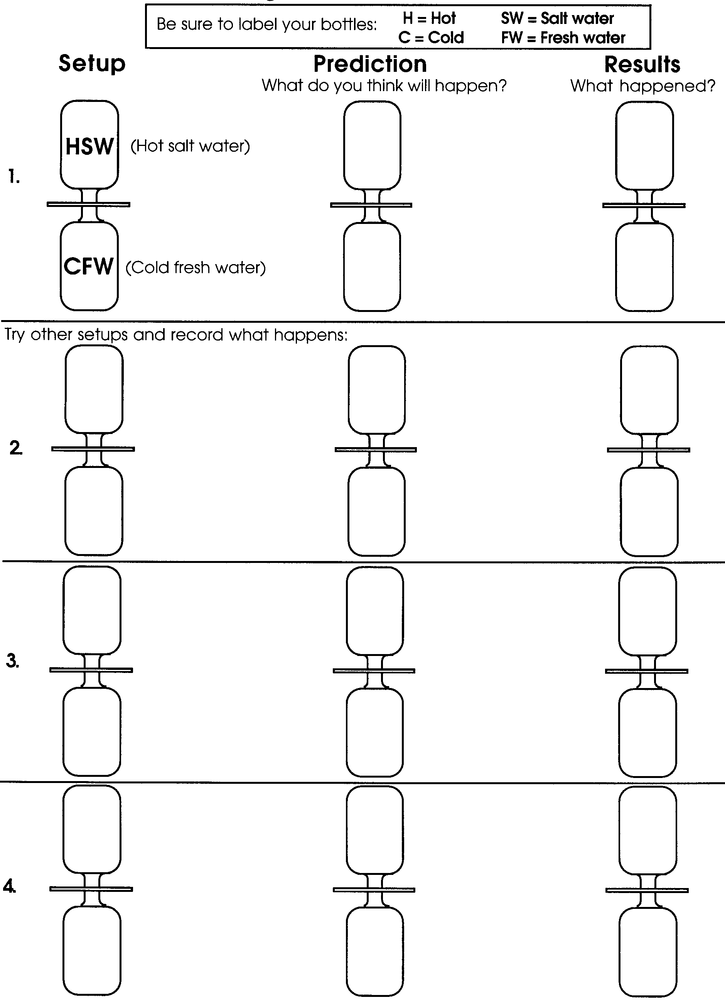 Be sure to label your bottles: H = Hot SW = Salt water
C = Cold FW = Fresh water
Setup Prediction Results
What do you think will happen? What happened?
HSW (Hot salt water)
1.
CFW (Cold fresh water)
Try other setups and record what happens:
2.
3.
4.